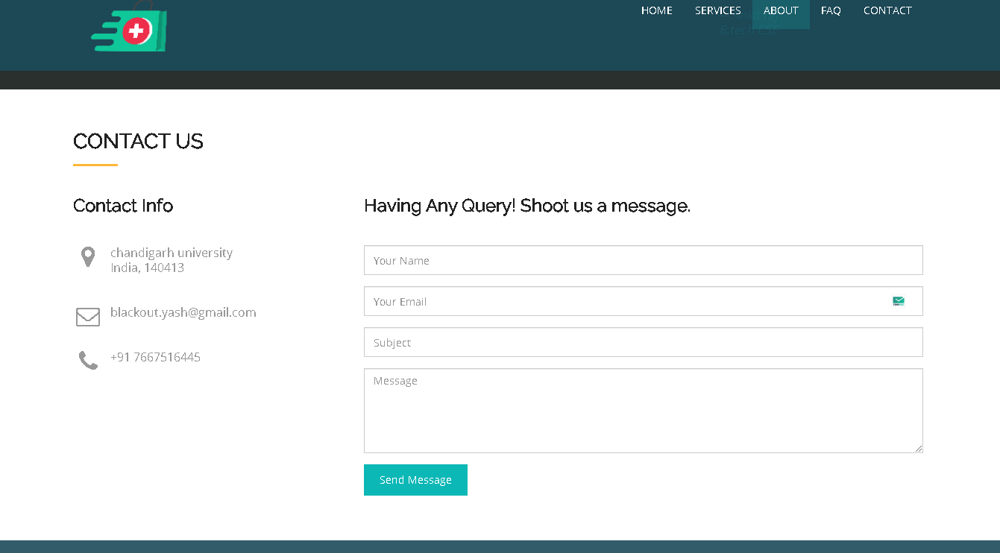 HOME SERVICES ABOUT FAQ CONTACT
B.tech CSE
CONTACT US
Contact Info
chandigarh university
India, 140413
blackout.yash@gmail.com
+91 7667516445
Having Any Query! Shoot us a message.
Your Name
Your Email
Subject
Message
Send Message